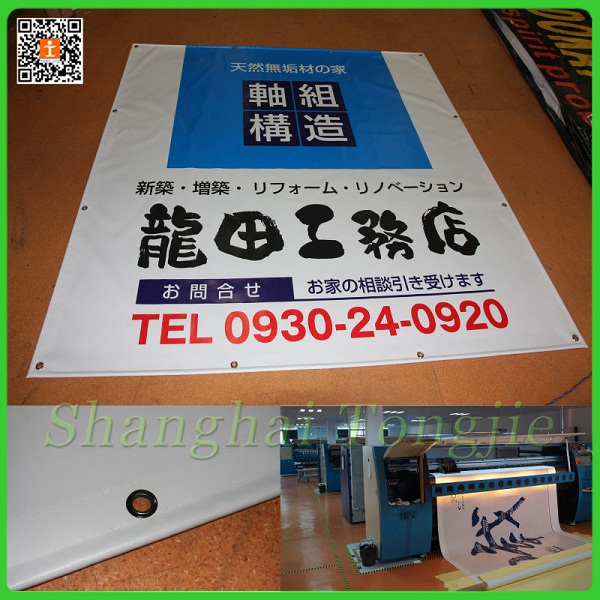 天然無垢材の家
軸組
構造
新築・増築・リフォーム・リノベーション
龍田工務店
お問合せ お家の相談引き受けます
TEL 0930-24-0920
Shanghai Tongjie